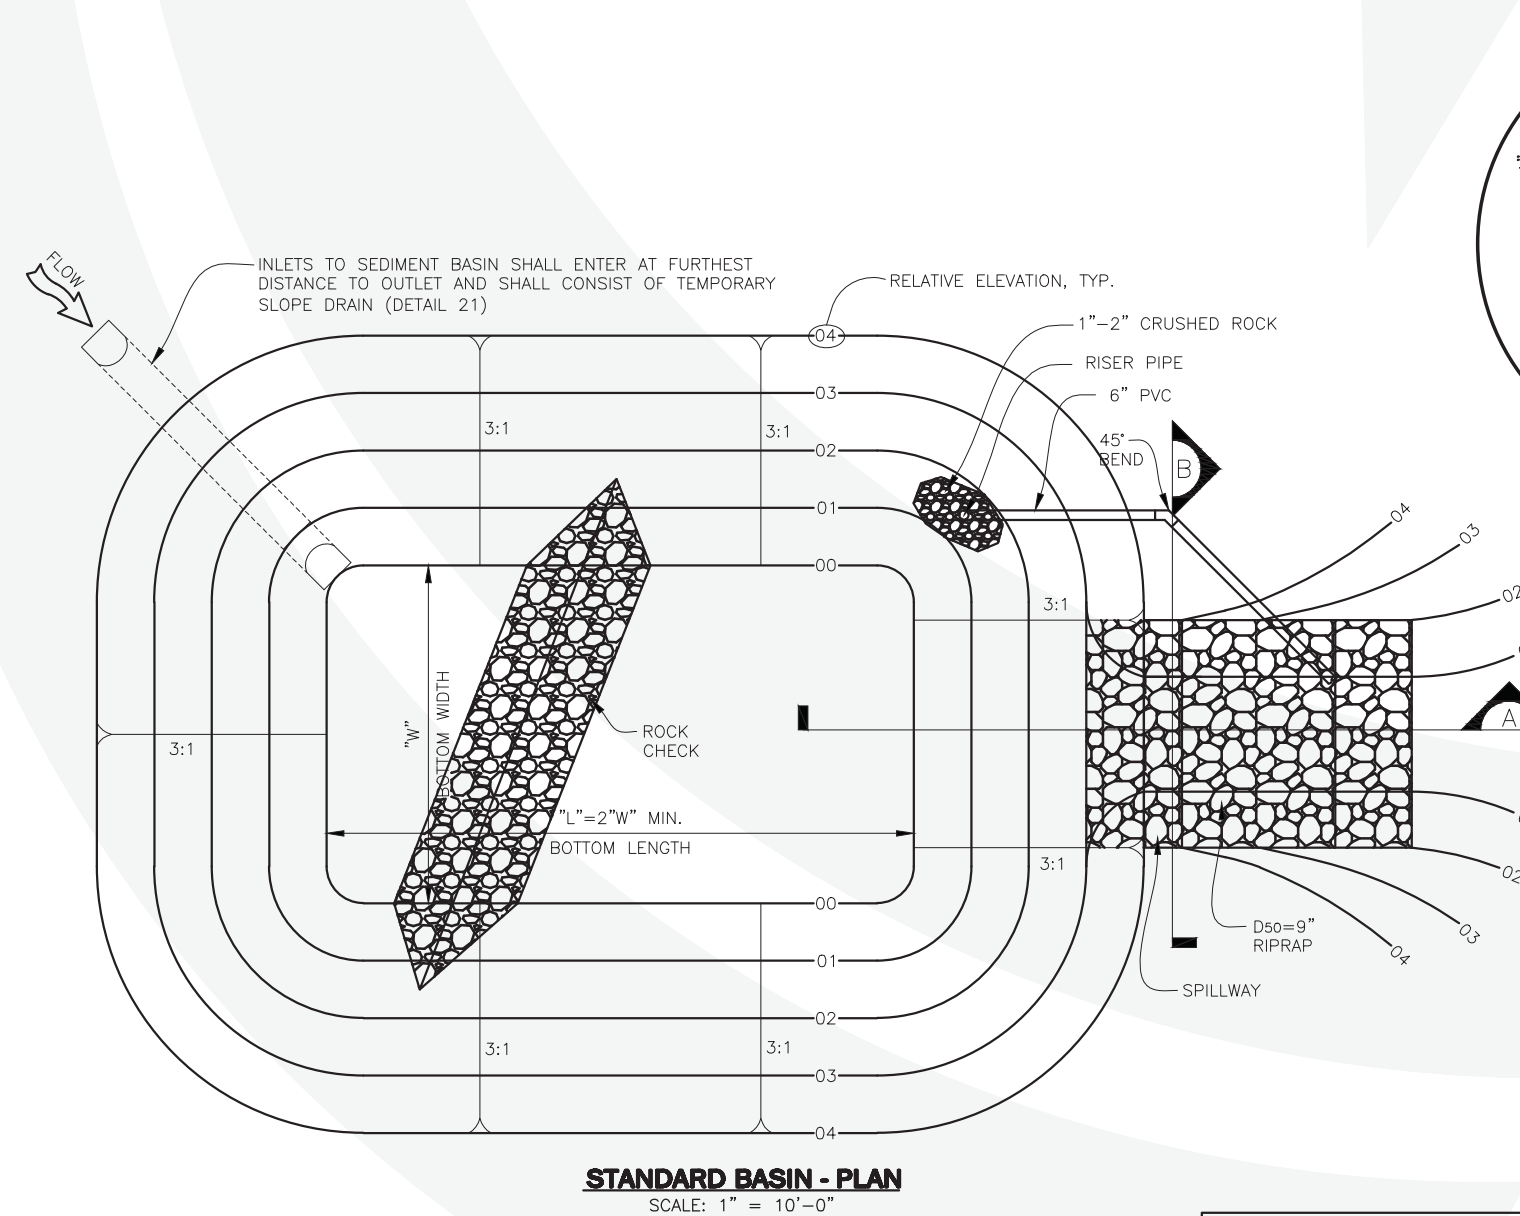 FLOW
INLETS TO SEDIMENT BASIN SHALL ENTER AT FURTHEST
DISTANCE TO OUTLET AND SHALL CONSIST OF TEMPORARY
SLOPE DRAIN (DETAIL 21)
RELATIVE ELEVATION, TYP.
1"-2" CRUSHED ROCK
RISER PIPE
6" PVC
45°
BEND
B
04
03
02
01
00
3:1
3:1
3:1
3:1
04
03
02
A
"W"
BOTTOM WIDTH
ROCK
CHECK
"L"=2"W" MIN.
BOTTOM LENGTH
3:1
02
03
04
D50=9"
RIPRAP
SPILLWAY
00
01
02
03
04
3:1
3:1
STANDARD BASIN - PLAN
SCALE: 1" = 10'-0"